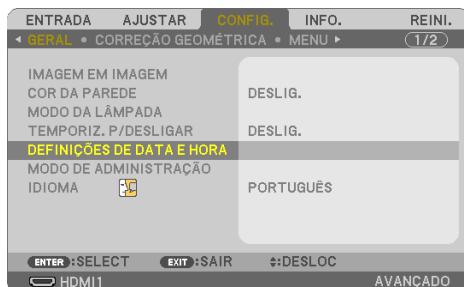 ENTRADA AJUSTAR CONFIG. INFO. REINI.
GERAL • CORREÇÃO GEOMÉTRICA • MENU (1/2)
IMAGEM EM IMAGEM
COR DA PAREDE DESLIG.
MODO DA LÂMPADA
TEMPORIZ. P/DESLIGAR DESLIG.
DEFINIÇÕES DE DATA E HORA
MODO DE ADMINISTRAÇÃO
IDIOMA PORTUGUÊS
ENTER :SELECT EXIT :SAIR :DESLOC
HDMI1 AVANÇADO